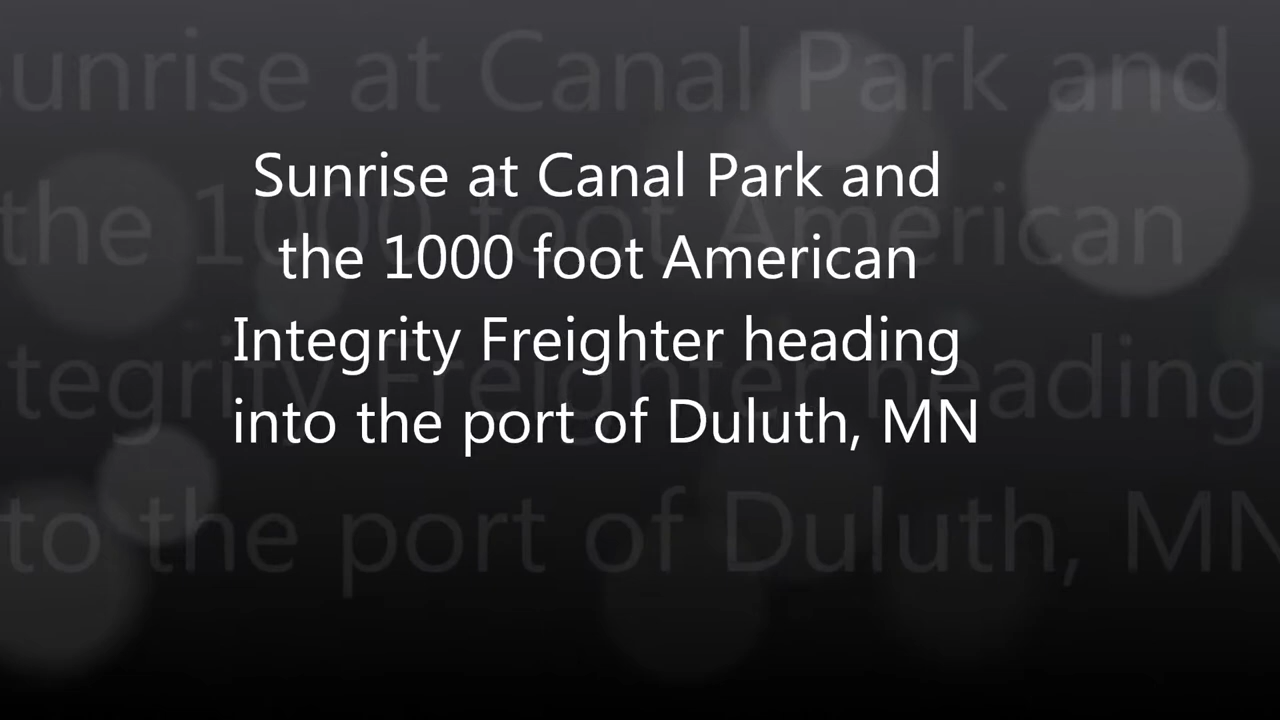 Sunrise at Canal Park and
the 1000 foot American
Integrity Freighter heading
into the port of Duluth, MN